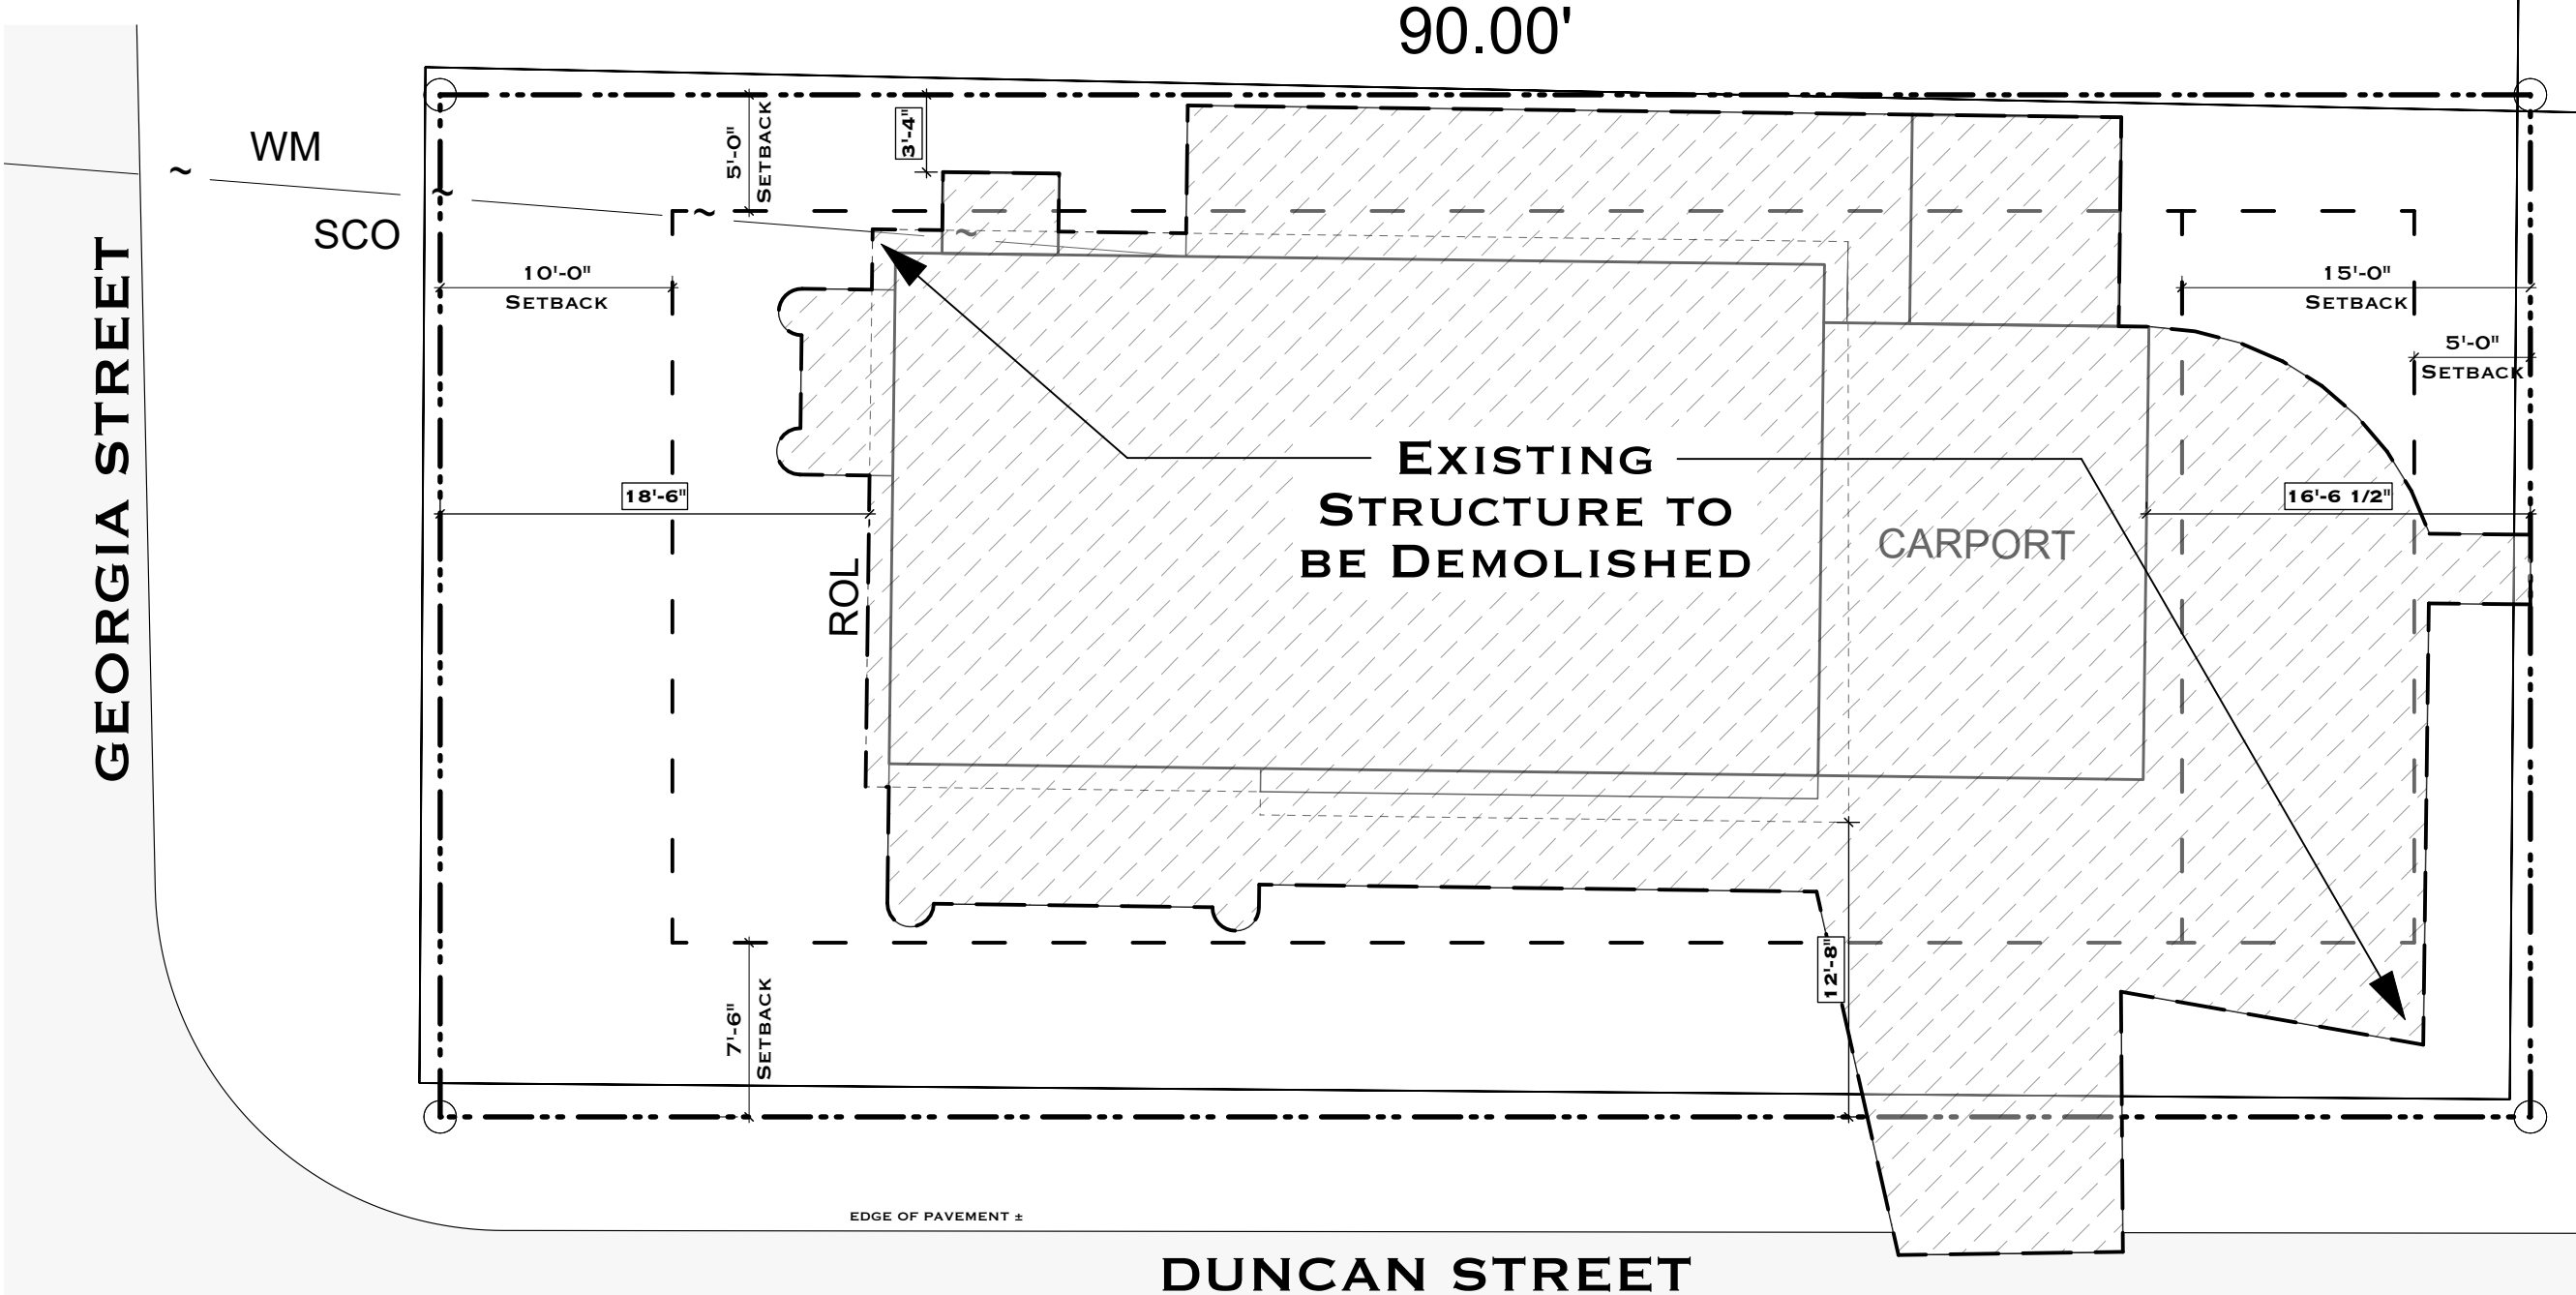 90.00'
WM
SCO
5'-0"
SETBACK
3'-4"
10'-0"
SETBACK
15'-0"
SETBACK
5'-0"
SETBACK
GEORGIA STREET
18'-6"
16'-6 1/2"
EXISTING
STRUCTURE TO
BE DEMOLISHED
CARPORT
ROL
12'-8"
7'-6"
SETBACK
EDGE OF PAVEMENT ±
DUNCAN STREET